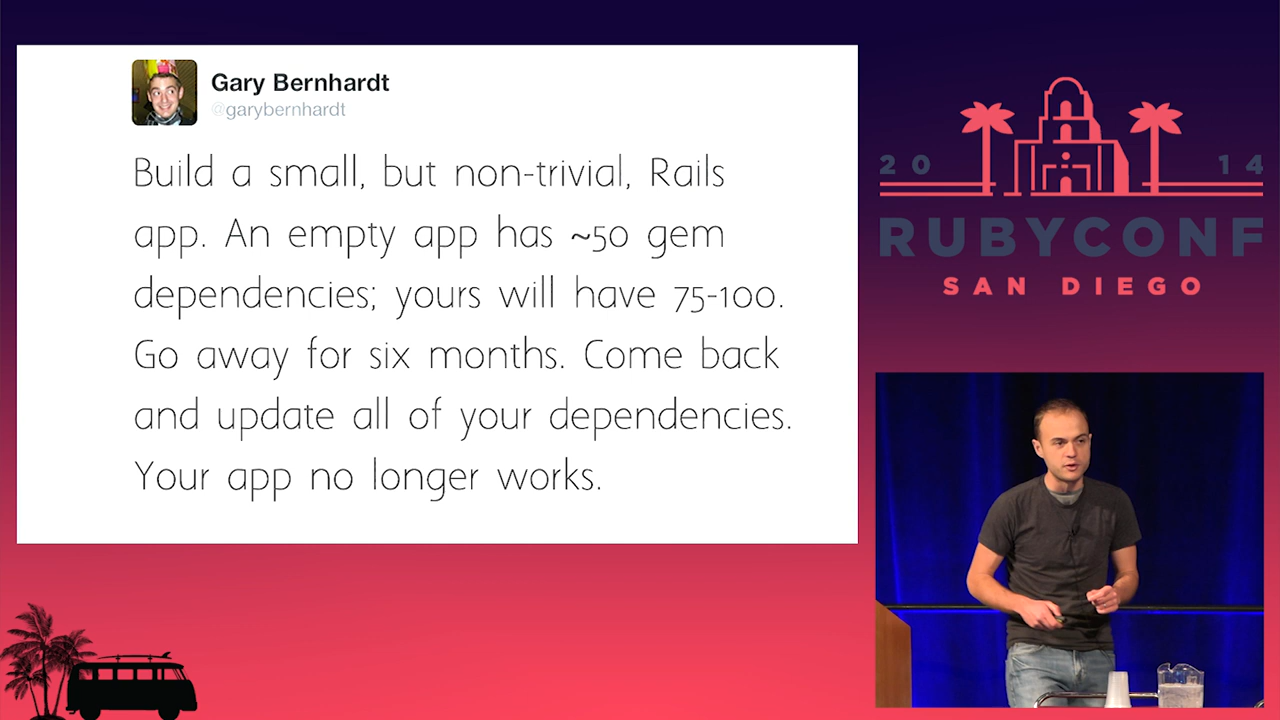 Gary Bernhardt
@garybernhardt
Build a small, but non-trivial, Rails
app. An empty app has ~50 gem
dependencies; yours will have 75-100.
Go away for six months. Come back
and update all of your dependencies.
Your app no longer works.
20 14
RUBYCONF
SAN DIEGO